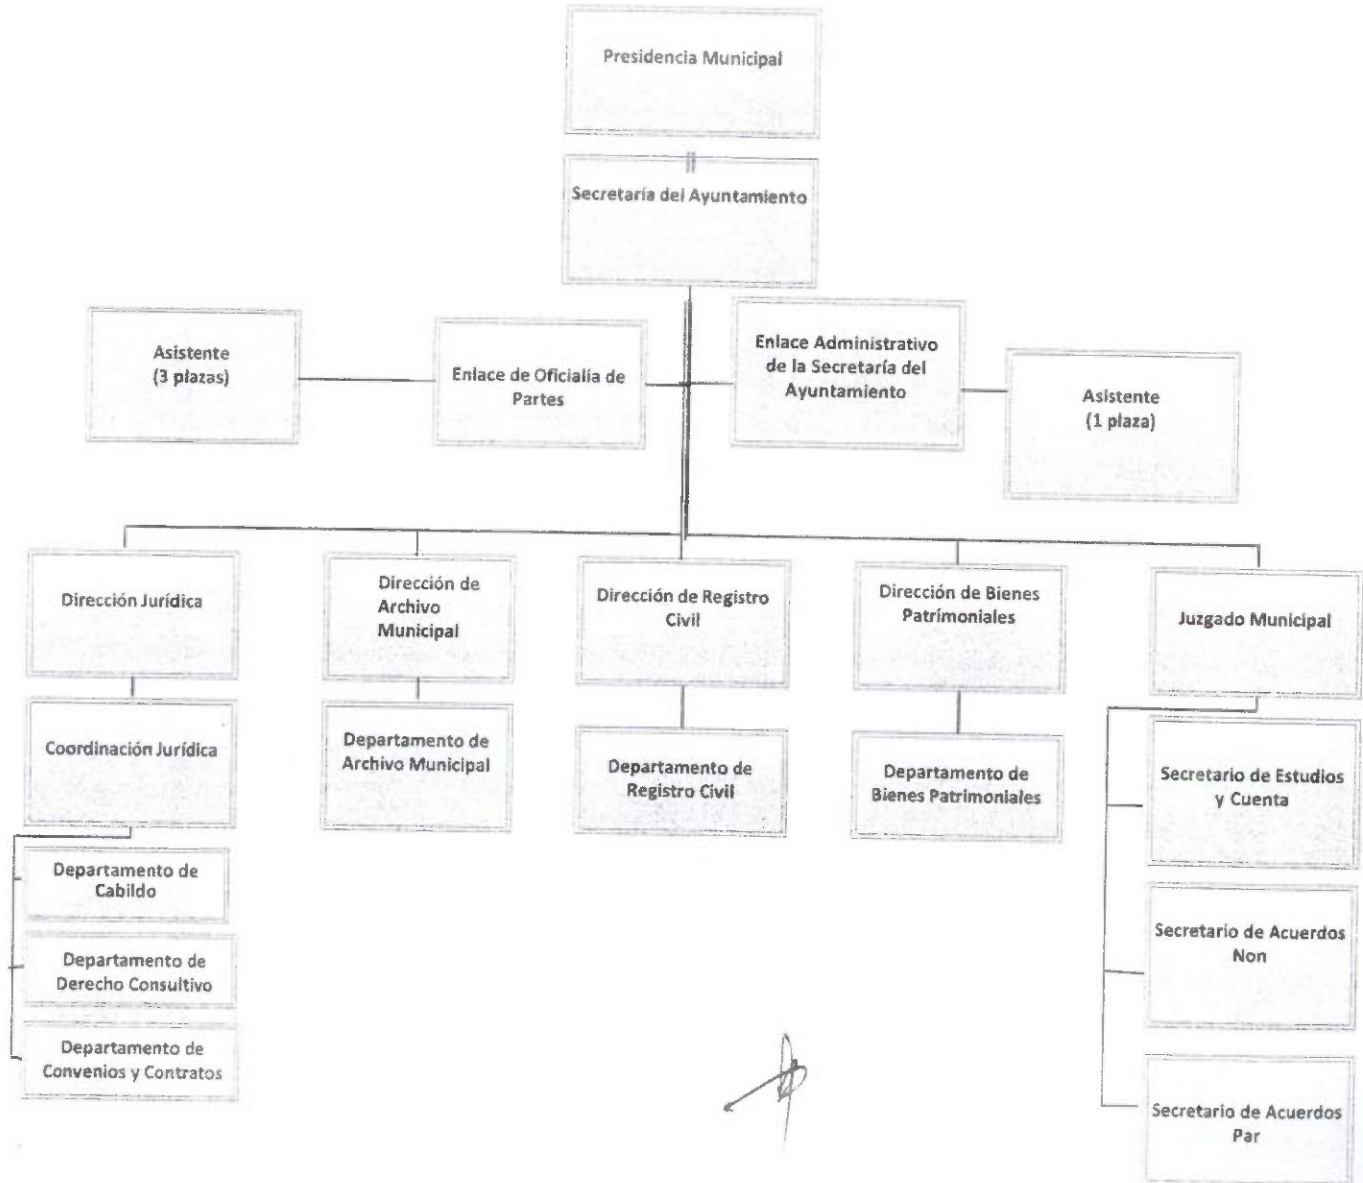 Presidencia Municipal
Secretaría del Ayuntamiento
Asistente
(3 plazas)
Enlace de Oficialía de
Partes
Enlace Administrativo
de la Secretaría del
Ayuntamiento
Asistente
(1 plaza)
Dirección Jurídica
Dirección de
Archivo
Municipal
Dirección de Registro
Civil
Dirección de Bienes
Patrimoniales
Juzgado Municipal
Coordinación Jurídica
Departamento de
Archivo Municipal
Departamento de
Registro Civil
Departamento de
Bienes Patrimoniales
Secretario de Estudios
y Cuenta
Departamento de
Cabildo
Departamento de
Derecho Consultivo
Departamento de
Convenios y Contratos
Secretario de Acuerdos
Non
Secretario de Acuerdos
Par